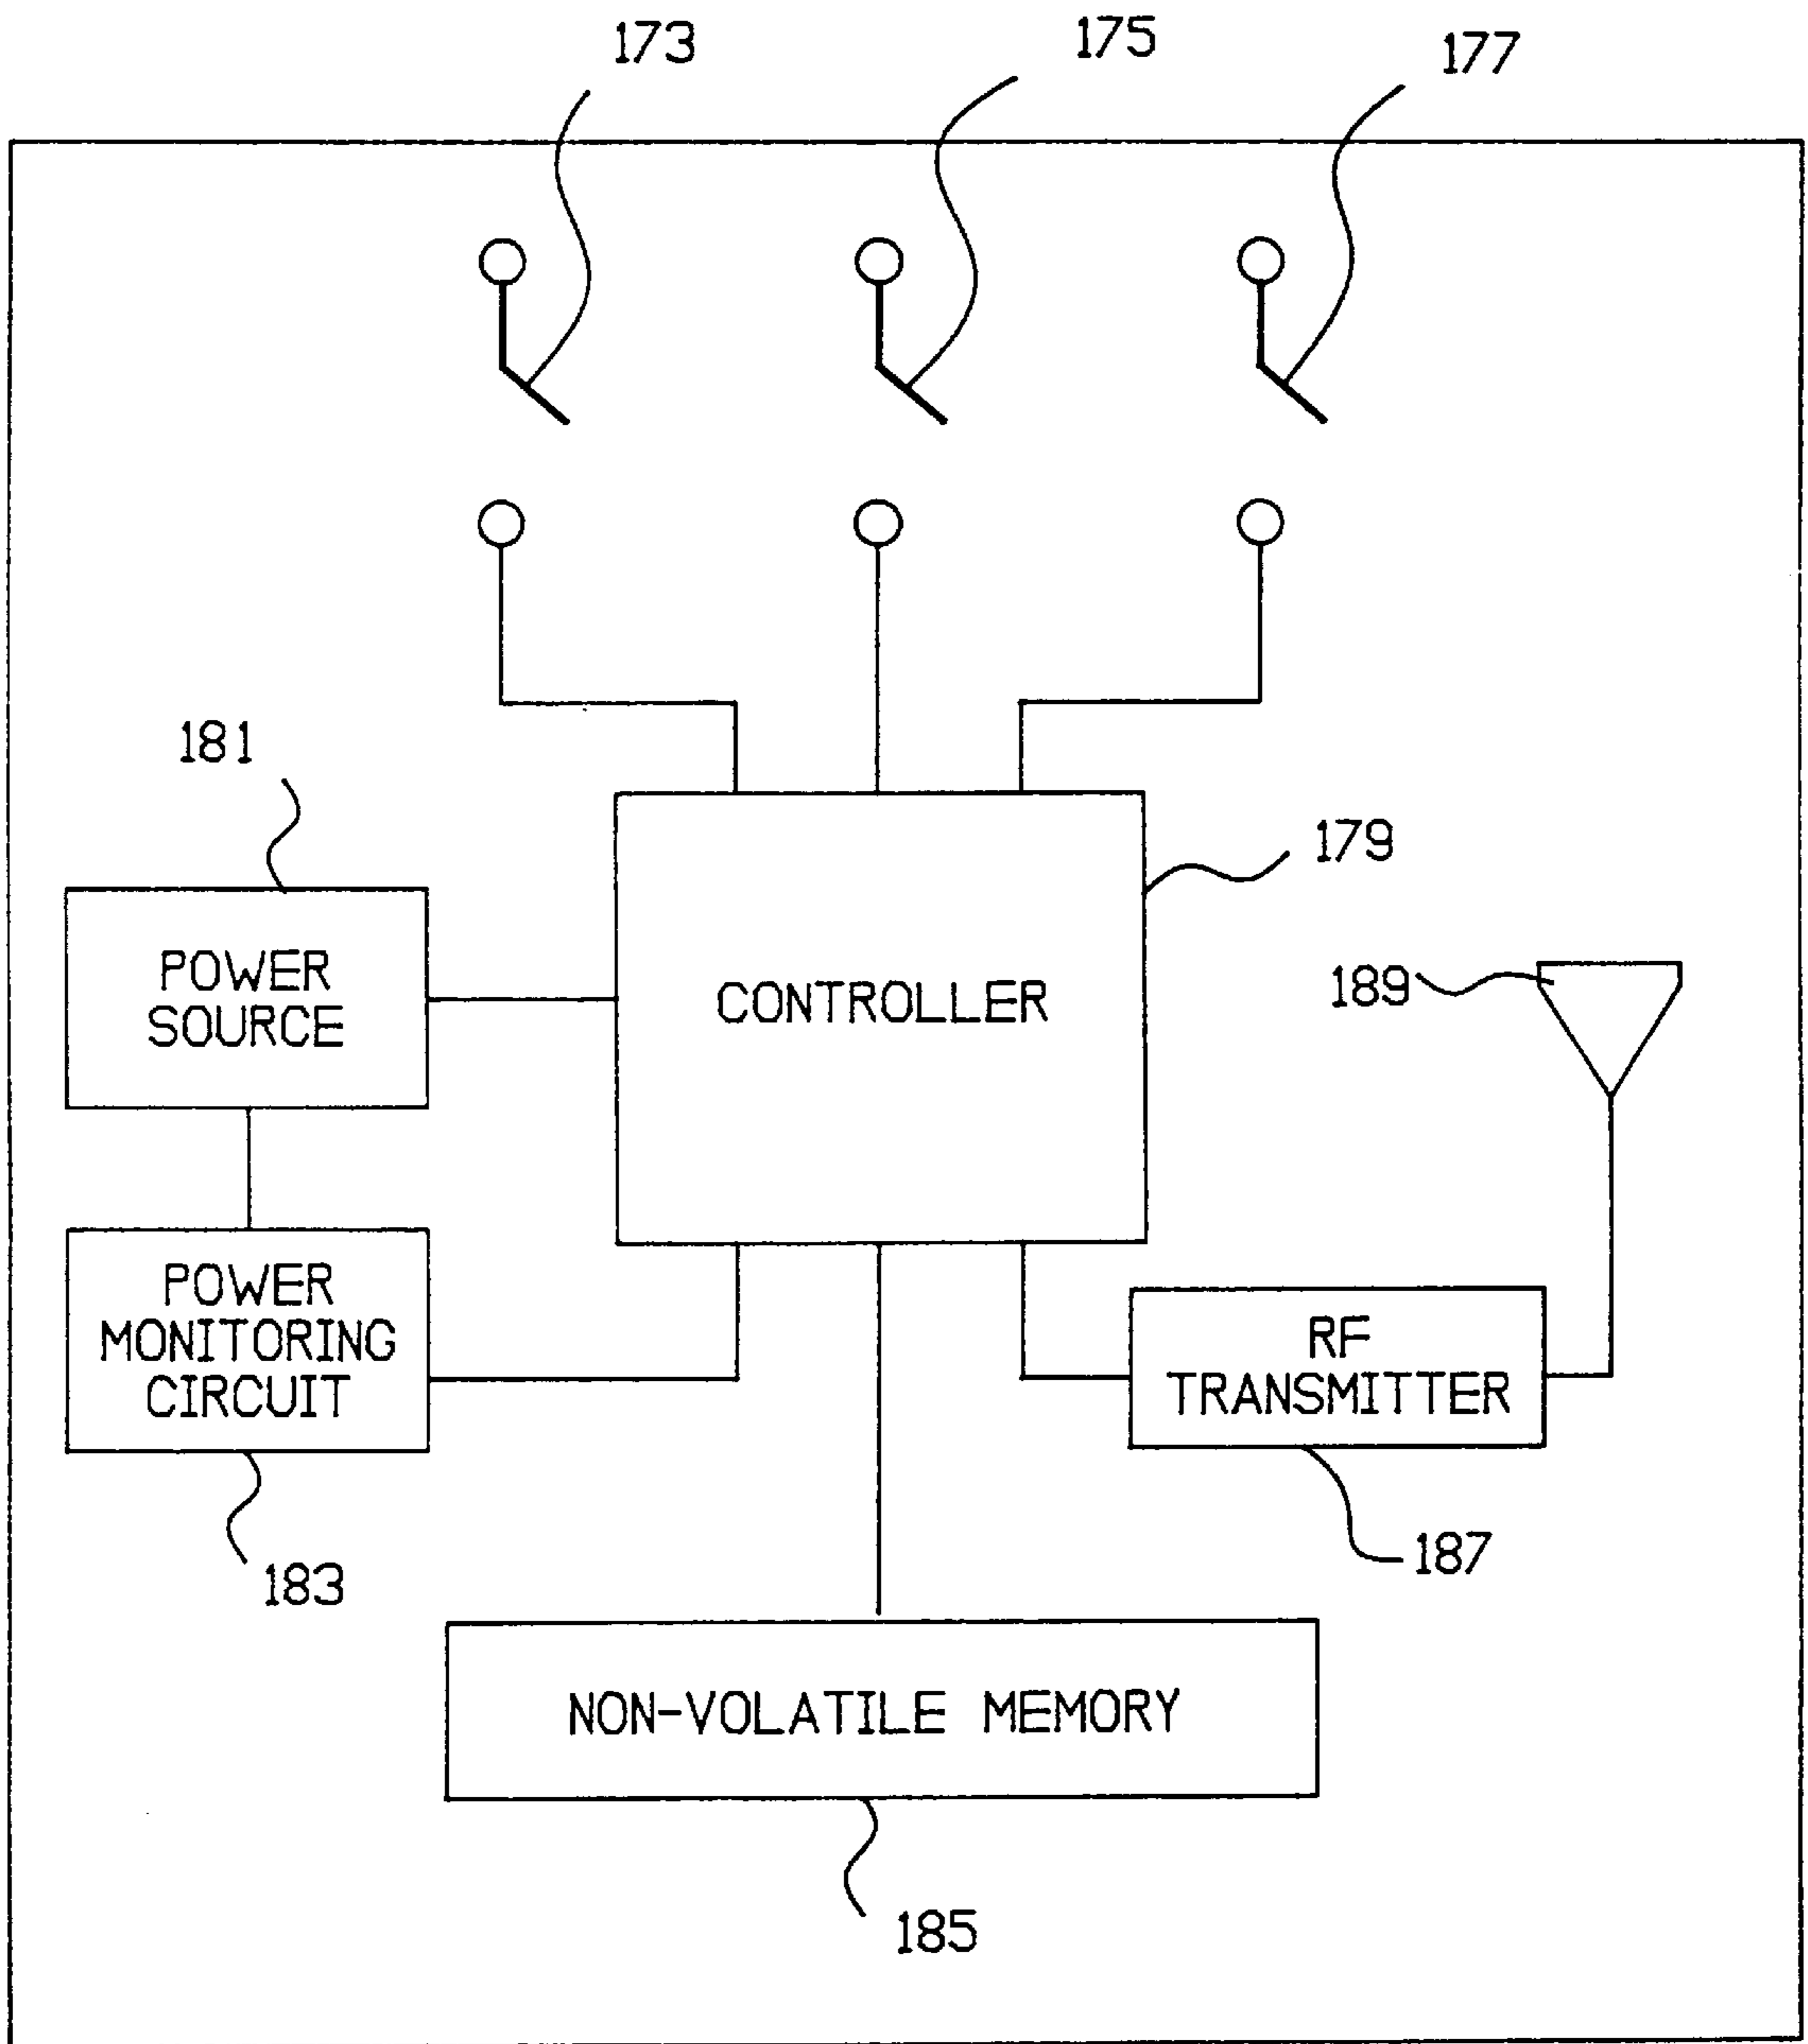 173
175
177
181
179
POWER
SOURCE
CONTROLLER
189
POWER
MONITORING
CIRCUIT
RF
TRANSMITTER
183
187
NON-VOLATILE MEMORY
185